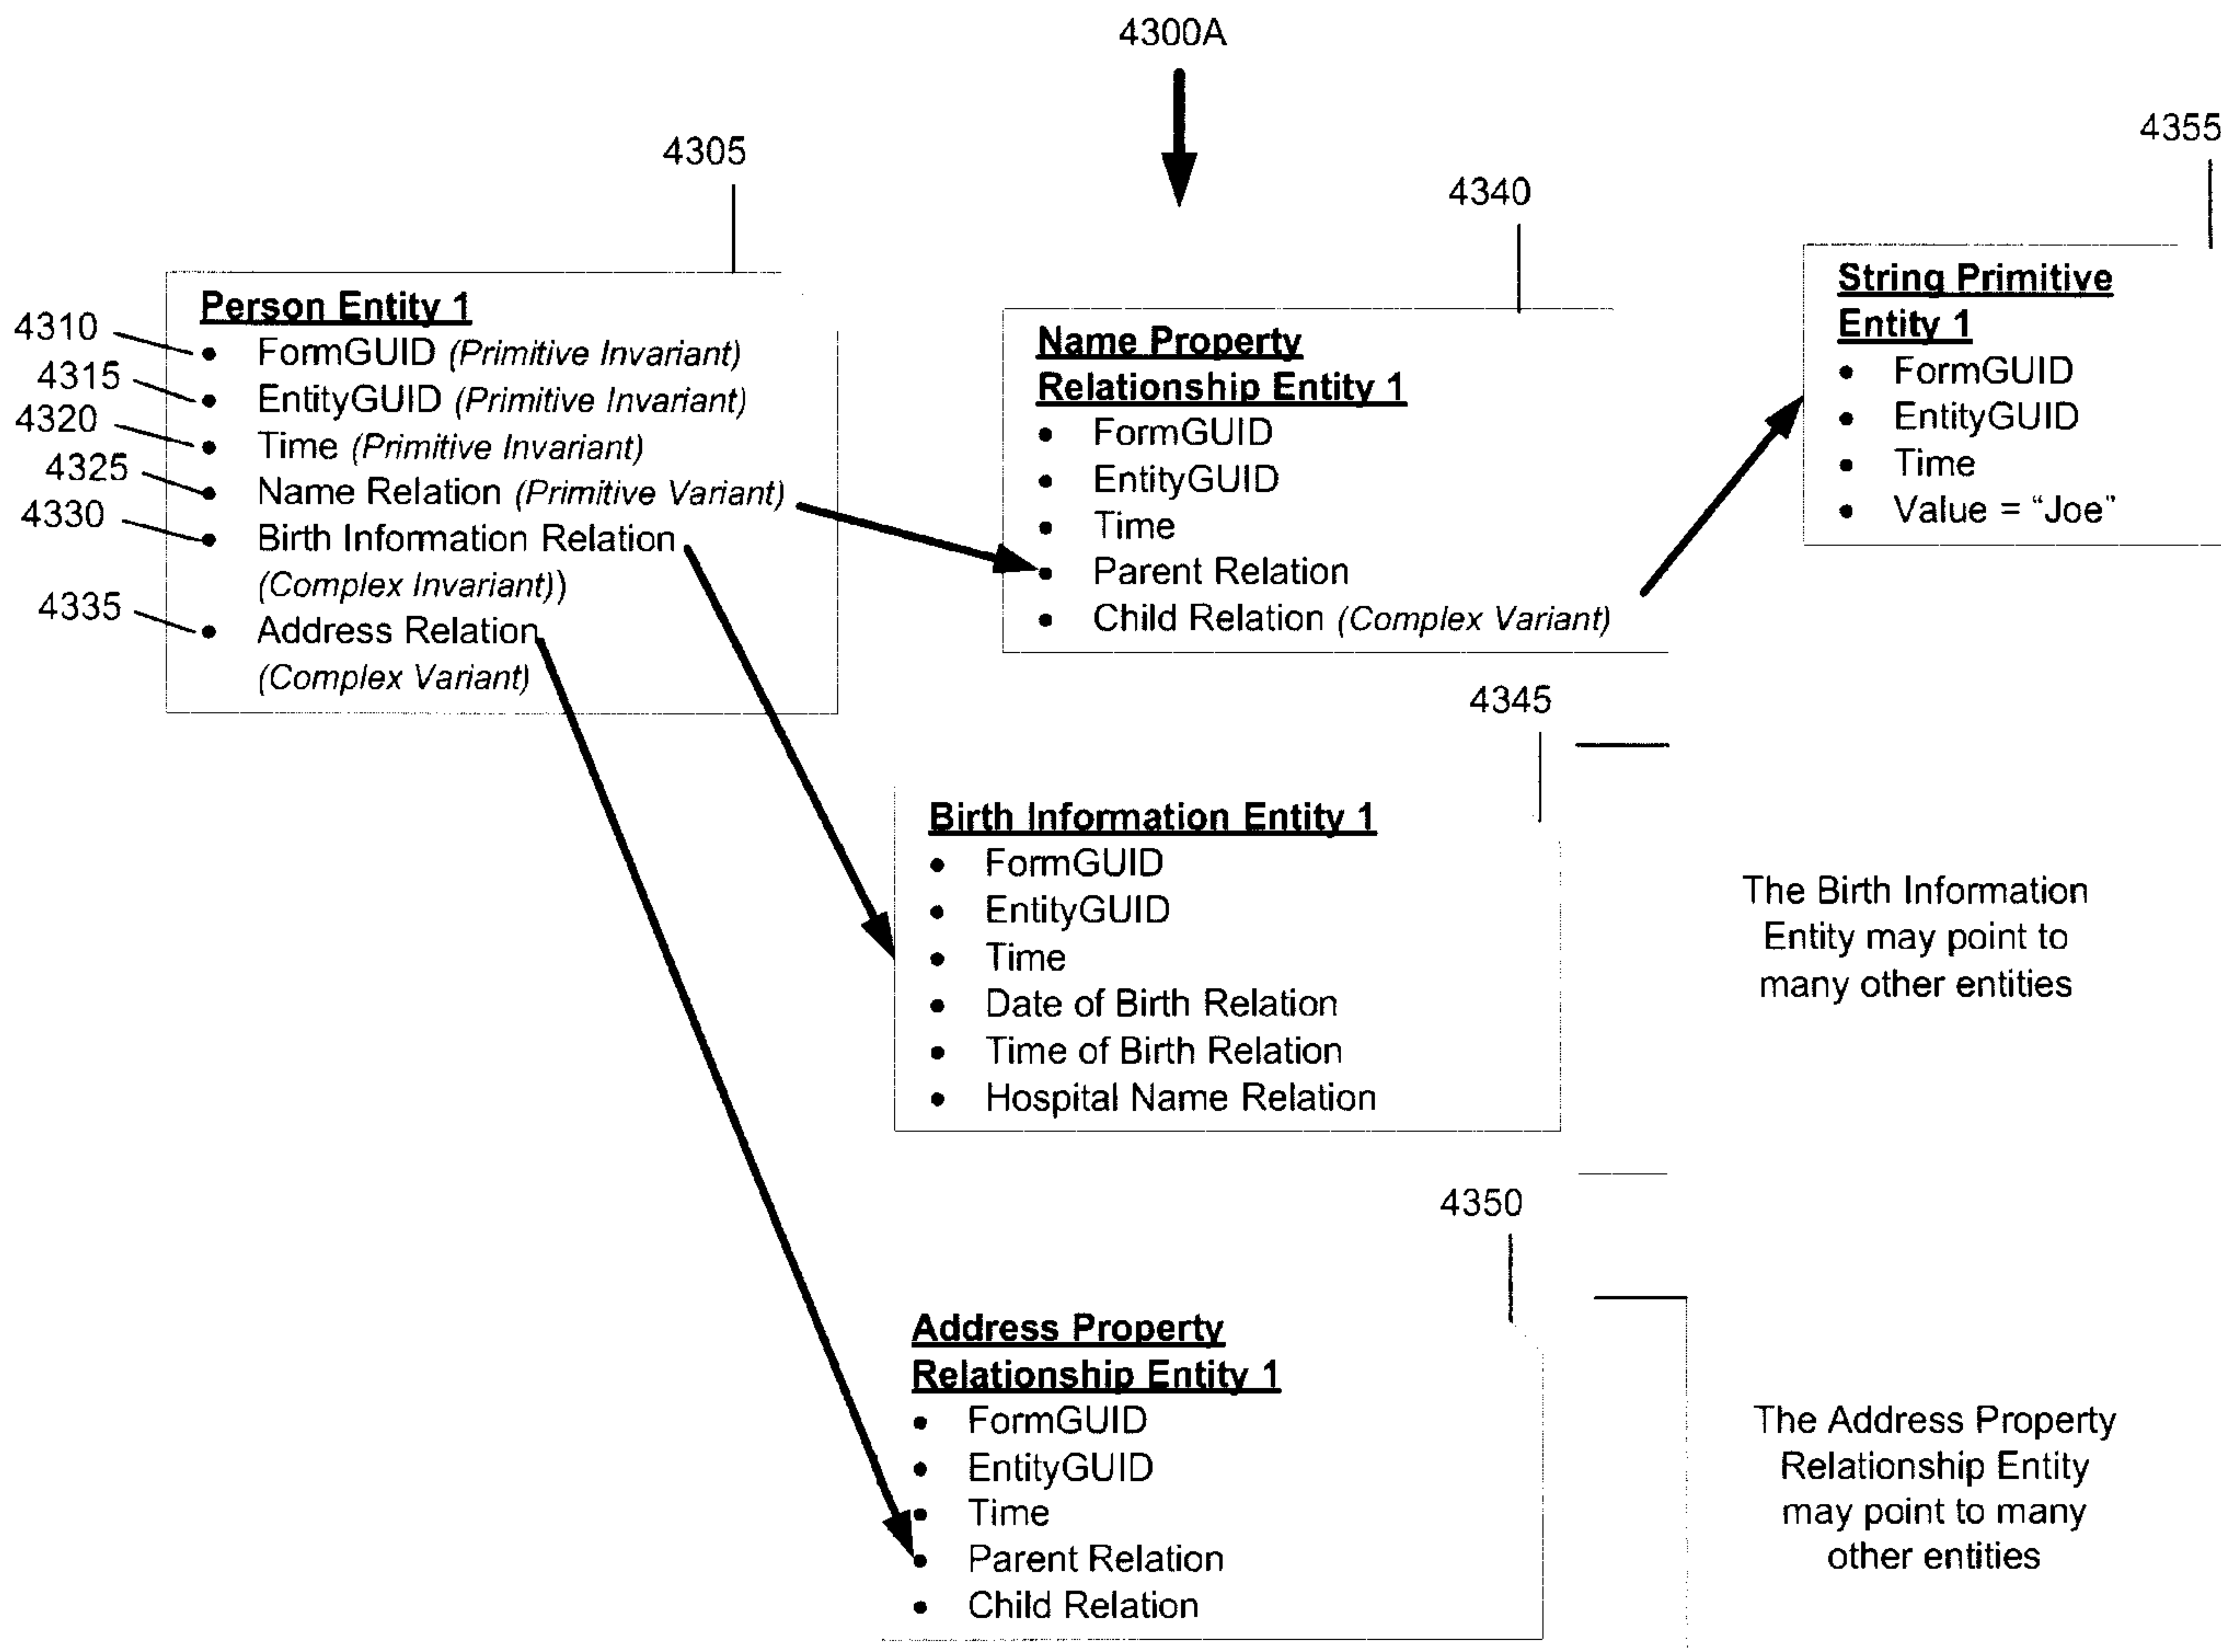 4300A
4305
4310
4315
4320
4325
4330
4335
Person Entity 1
• FormGUID (Primitive Invariant)
• EntityGUID (Primitive Invariant)
• Time (Primitive Invariant)
• Name Relation (Primitive Variant)
• Birth Information Relation
(Complex Invariant))
• Address Relation
(Complex Variant)
4340
Name Property
Relationship Entity 1
• FormGUID
• EntityGUID
• Time
• Parent Relation
• Child Relation (Complex Variant)
4355
String Primitive
Entity 1
• FormGUID
• EntityGUID
• Time
• Value = “Joe”
4345
Birth Information Entity 1
• FormGUID
• EntityGUID
• Time
• Date of Birth Relation
• Time of Birth Relation
• Hospital Name Relation
The Birth Information
Entity may point to
many other entities
4350
Address Property
Relationship Entity 1
• FormGUID
• EntityGUID
• Time
• Parent Relation
• Child Relation
The Address Property
Relationship Entity
may point to many
other entities